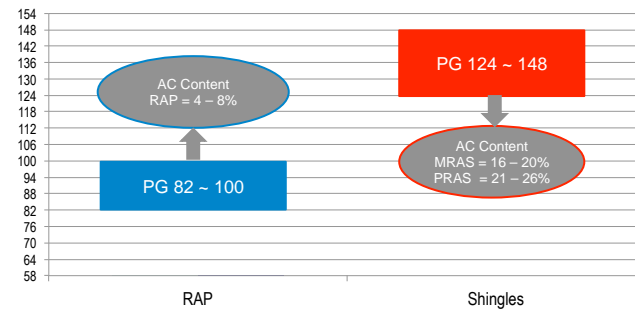 154
148
142
136
130
124
118
112
106
100
94
88
82
76
70
64
58
AC Content
RAP = 4 – 8%
PG 82 ~ 100
PG 124 ~ 148
AC Content
MRAS = 16 – 20%
PRAS = 21 – 26%
RAP
Shingles